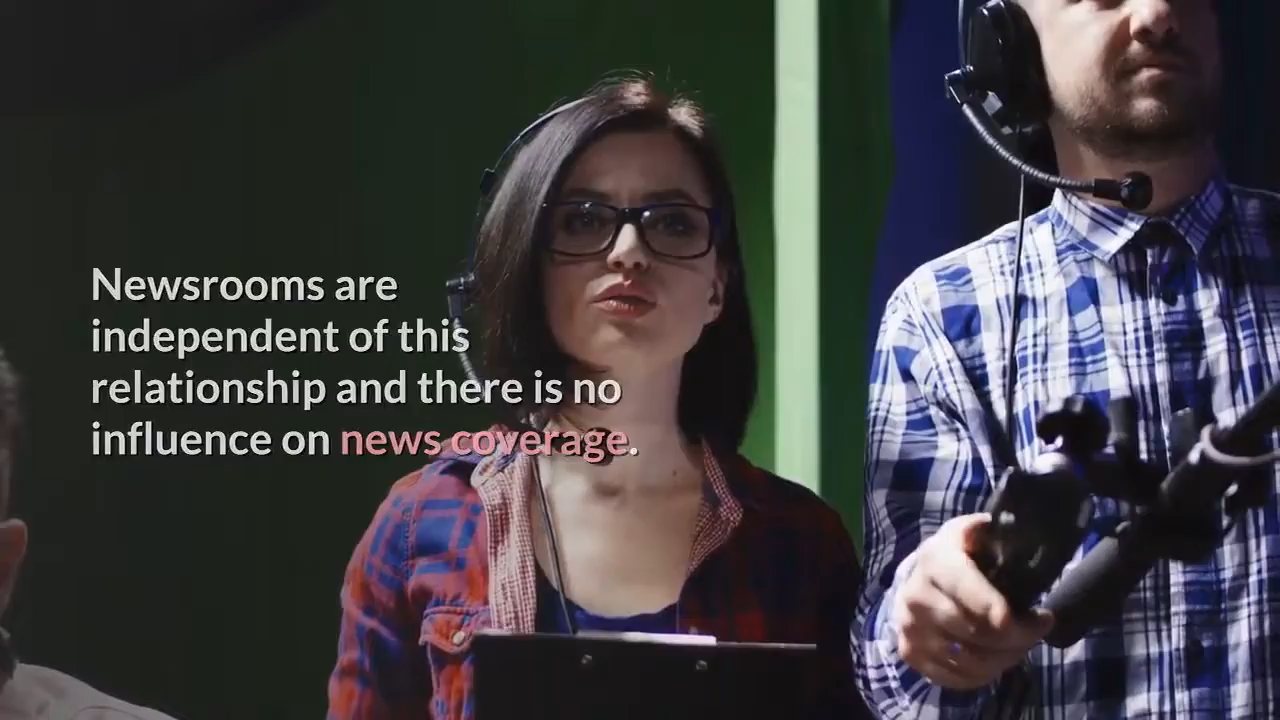 Newsrooms are
independent of this
relationship and there is no
influence on news coverage.